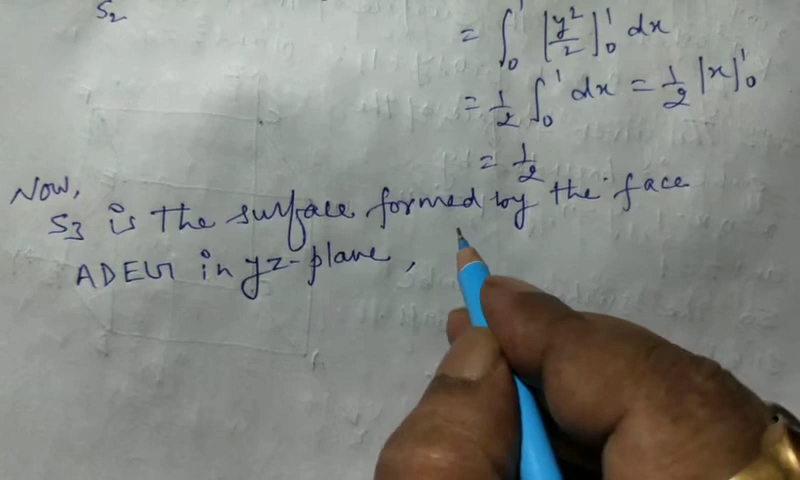 S2
= ∫₀¹ |y²/2|₀¹ dx
= 1/2 ∫₀¹ dx = 1/2 |x|₀¹
= 1/2
Now,
S3 is the surface formed by the face
ADEG in yz-plane,